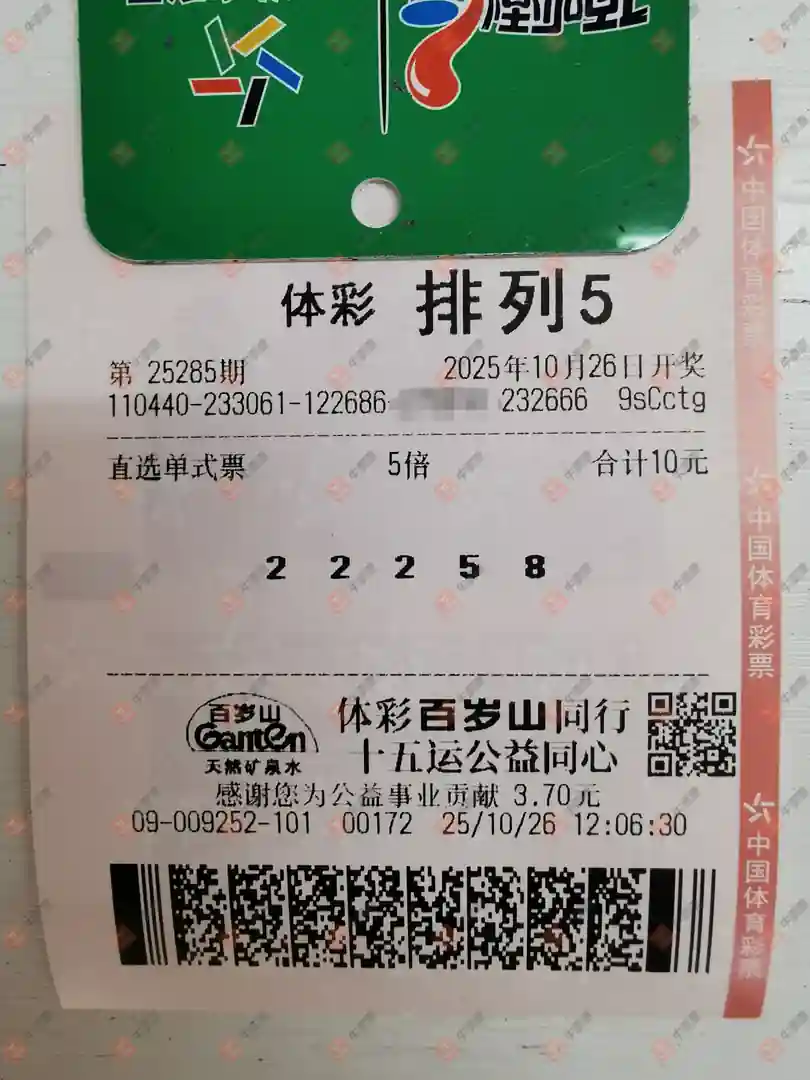 体彩 排列5
第 25285期 2025年10月26日开奖
110440-233061-122686 232666 9sCctg
直选单式票 5倍 合计10元
2 2 2 5 8
百岁山
Ganten
天然矿泉水
体彩百岁山同行
十五运公益同心
感谢您为公益事业贡献 3.70元
09-009252-101 00172 25/10/26 12:06:30
中国体育彩票
中国体育彩票
中国体育彩票